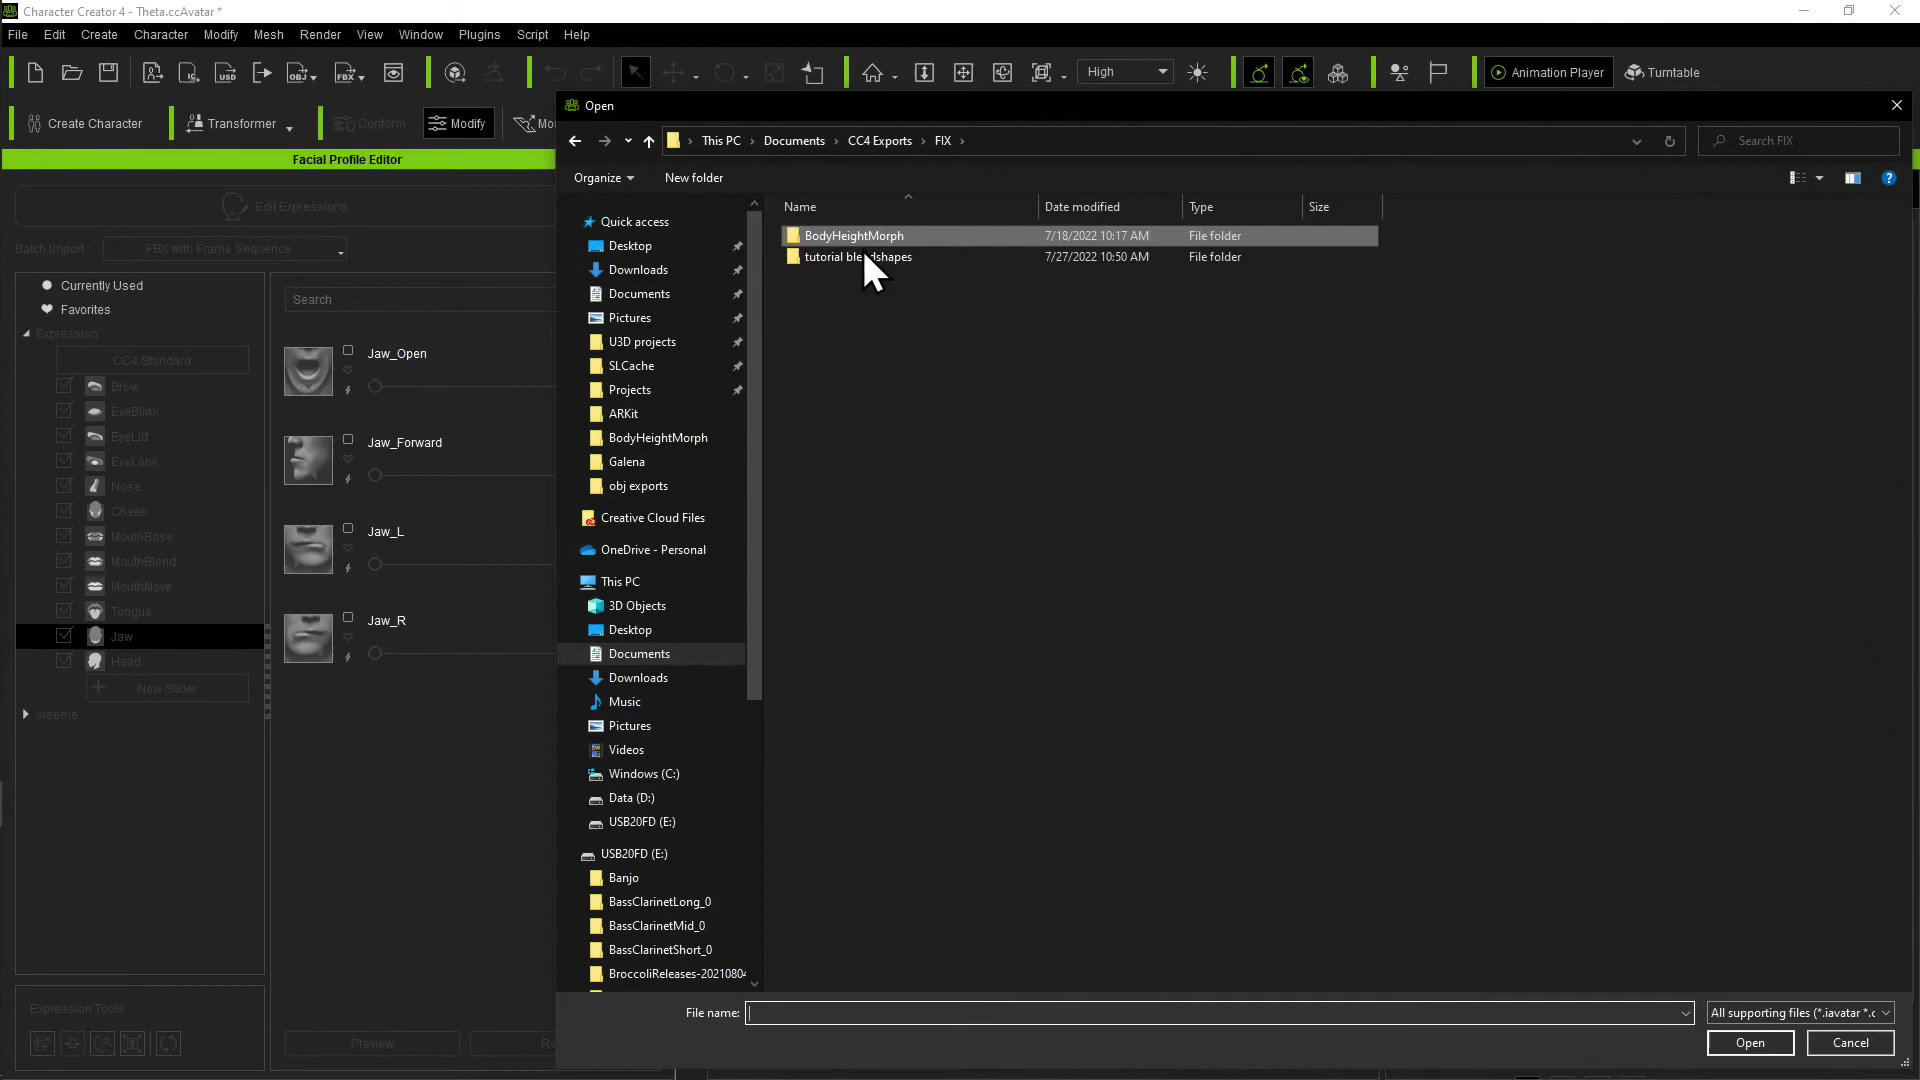 Character Creator 4 - Theta.ccAvatar *
File Edit Create Character Modify Mesh Render View Window Plugins Script Help
High Animation Player Turntable
Create Character Transformer Conform Modify
Facial Profile Editor
Edit Expressions
Batch Import : FBX with Frame Sequence
Currently Used
Favorites
Expression
CC4 Standard
Brow
EyeBlink
EyeLid
EyeLook
Nose
Cheek
MouthBase
MouthBlend
MouthMove
Tongue
Jaw
Head
New Slider
Viseme
Expression Tools
Search
Jaw_Open
Jaw_Forward
Jaw_L
Jaw_R
Preview
Open
This PC Documents CC4 Exports FIX
Search FIX
Organize New folder
Quick access
Desktop
Downloads
Documents
Pictures
U3D projects
SLCache
Projects
ARKit
BodyHeightMorph
Galena
obj exports
Creative Cloud Files
OneDrive - Personal
This PC
3D Objects
Desktop
Documents
Downloads
Music
Pictures
Videos
Windows (C:)
Data (D:)
USB20FD (E:)
USB20FD (E:)
Banjo
BassClarinetLong_0
BassClarinetMid_0
BassClarinetShort_0
BroccoliReleases-2021080
Name Date modified Type Size
BodyHeightMorph 7/18/2022 10:17 AM File folder
tutorial 7/27/2022 10:50 AM File folder
File name:
All supporting files (*.iavatar *.c
Open Cancel